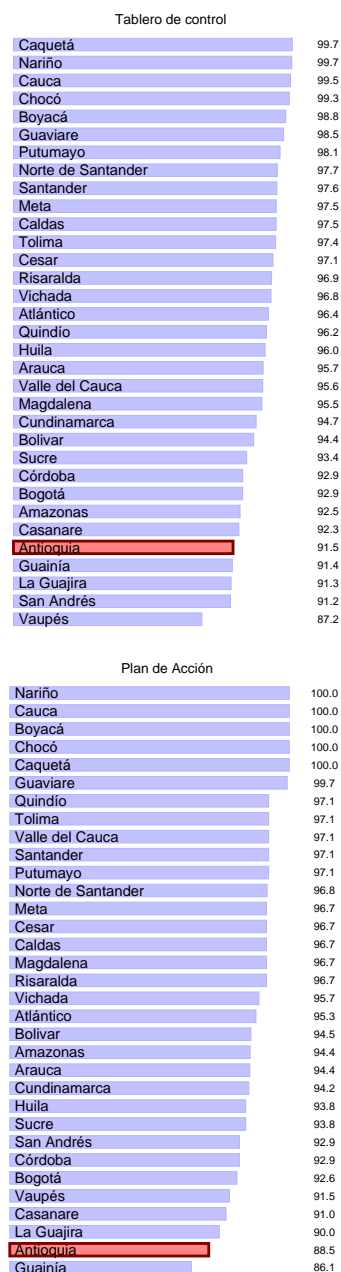 Tablero de control
Caquetá 99.7
Nariño 99.7
Cauca 99.5
Chocó 99.3
Boyacá 98.8
Guaviare 98.5
Putumayo 98.1
Norte de Santander 97.7
Santander 97.6
Meta 97.5
Caldas 97.5
Tolima 97.4
Cesar 97.1
Risaralda 96.9
Vichada 96.8
Atlántico 96.4
Quindío 96.2
Huila 96.0
Arauca 95.7
Valle del Cauca 95.6
Magdalena 95.5
Cundinamarca 94.7
Bolivar 94.4
Sucre 93.4
Córdoba 92.9
Bogotá 92.9
Amazonas 92.5
Casanare 92.3
Antioquia 91.5
Guainía 91.4
La Guajira 91.3
San Andrés 91.2
Vaupés 87.2
Plan de Acción
Nariño 100.0
Cauca 100.0
Boyacá 100.0
Chocó 100.0
Caquetá 100.0
Guaviare 99.7
Quindío 97.1
Tolima 97.1
Valle del Cauca 97.1
Santander 97.1
Putumayo 97.1
Norte de Santander 96.8
Meta 96.7
Cesar 96.7
Caldas 96.7
Magdalena 96.7
Risaralda 96.7
Vichada 95.7
Atlántico 95.3
Bolivar 94.5
Amazonas 94.4
Arauca 94.4
Cundinamarca 94.2
Huila 93.8
Sucre 93.8
San Andrés 92.9
Córdoba 92.9
Bogotá 92.6
Vaupés 91.5
Casanare 91.0
La Guajira 90.0
Antioquia 88.5
Guainía 86.1